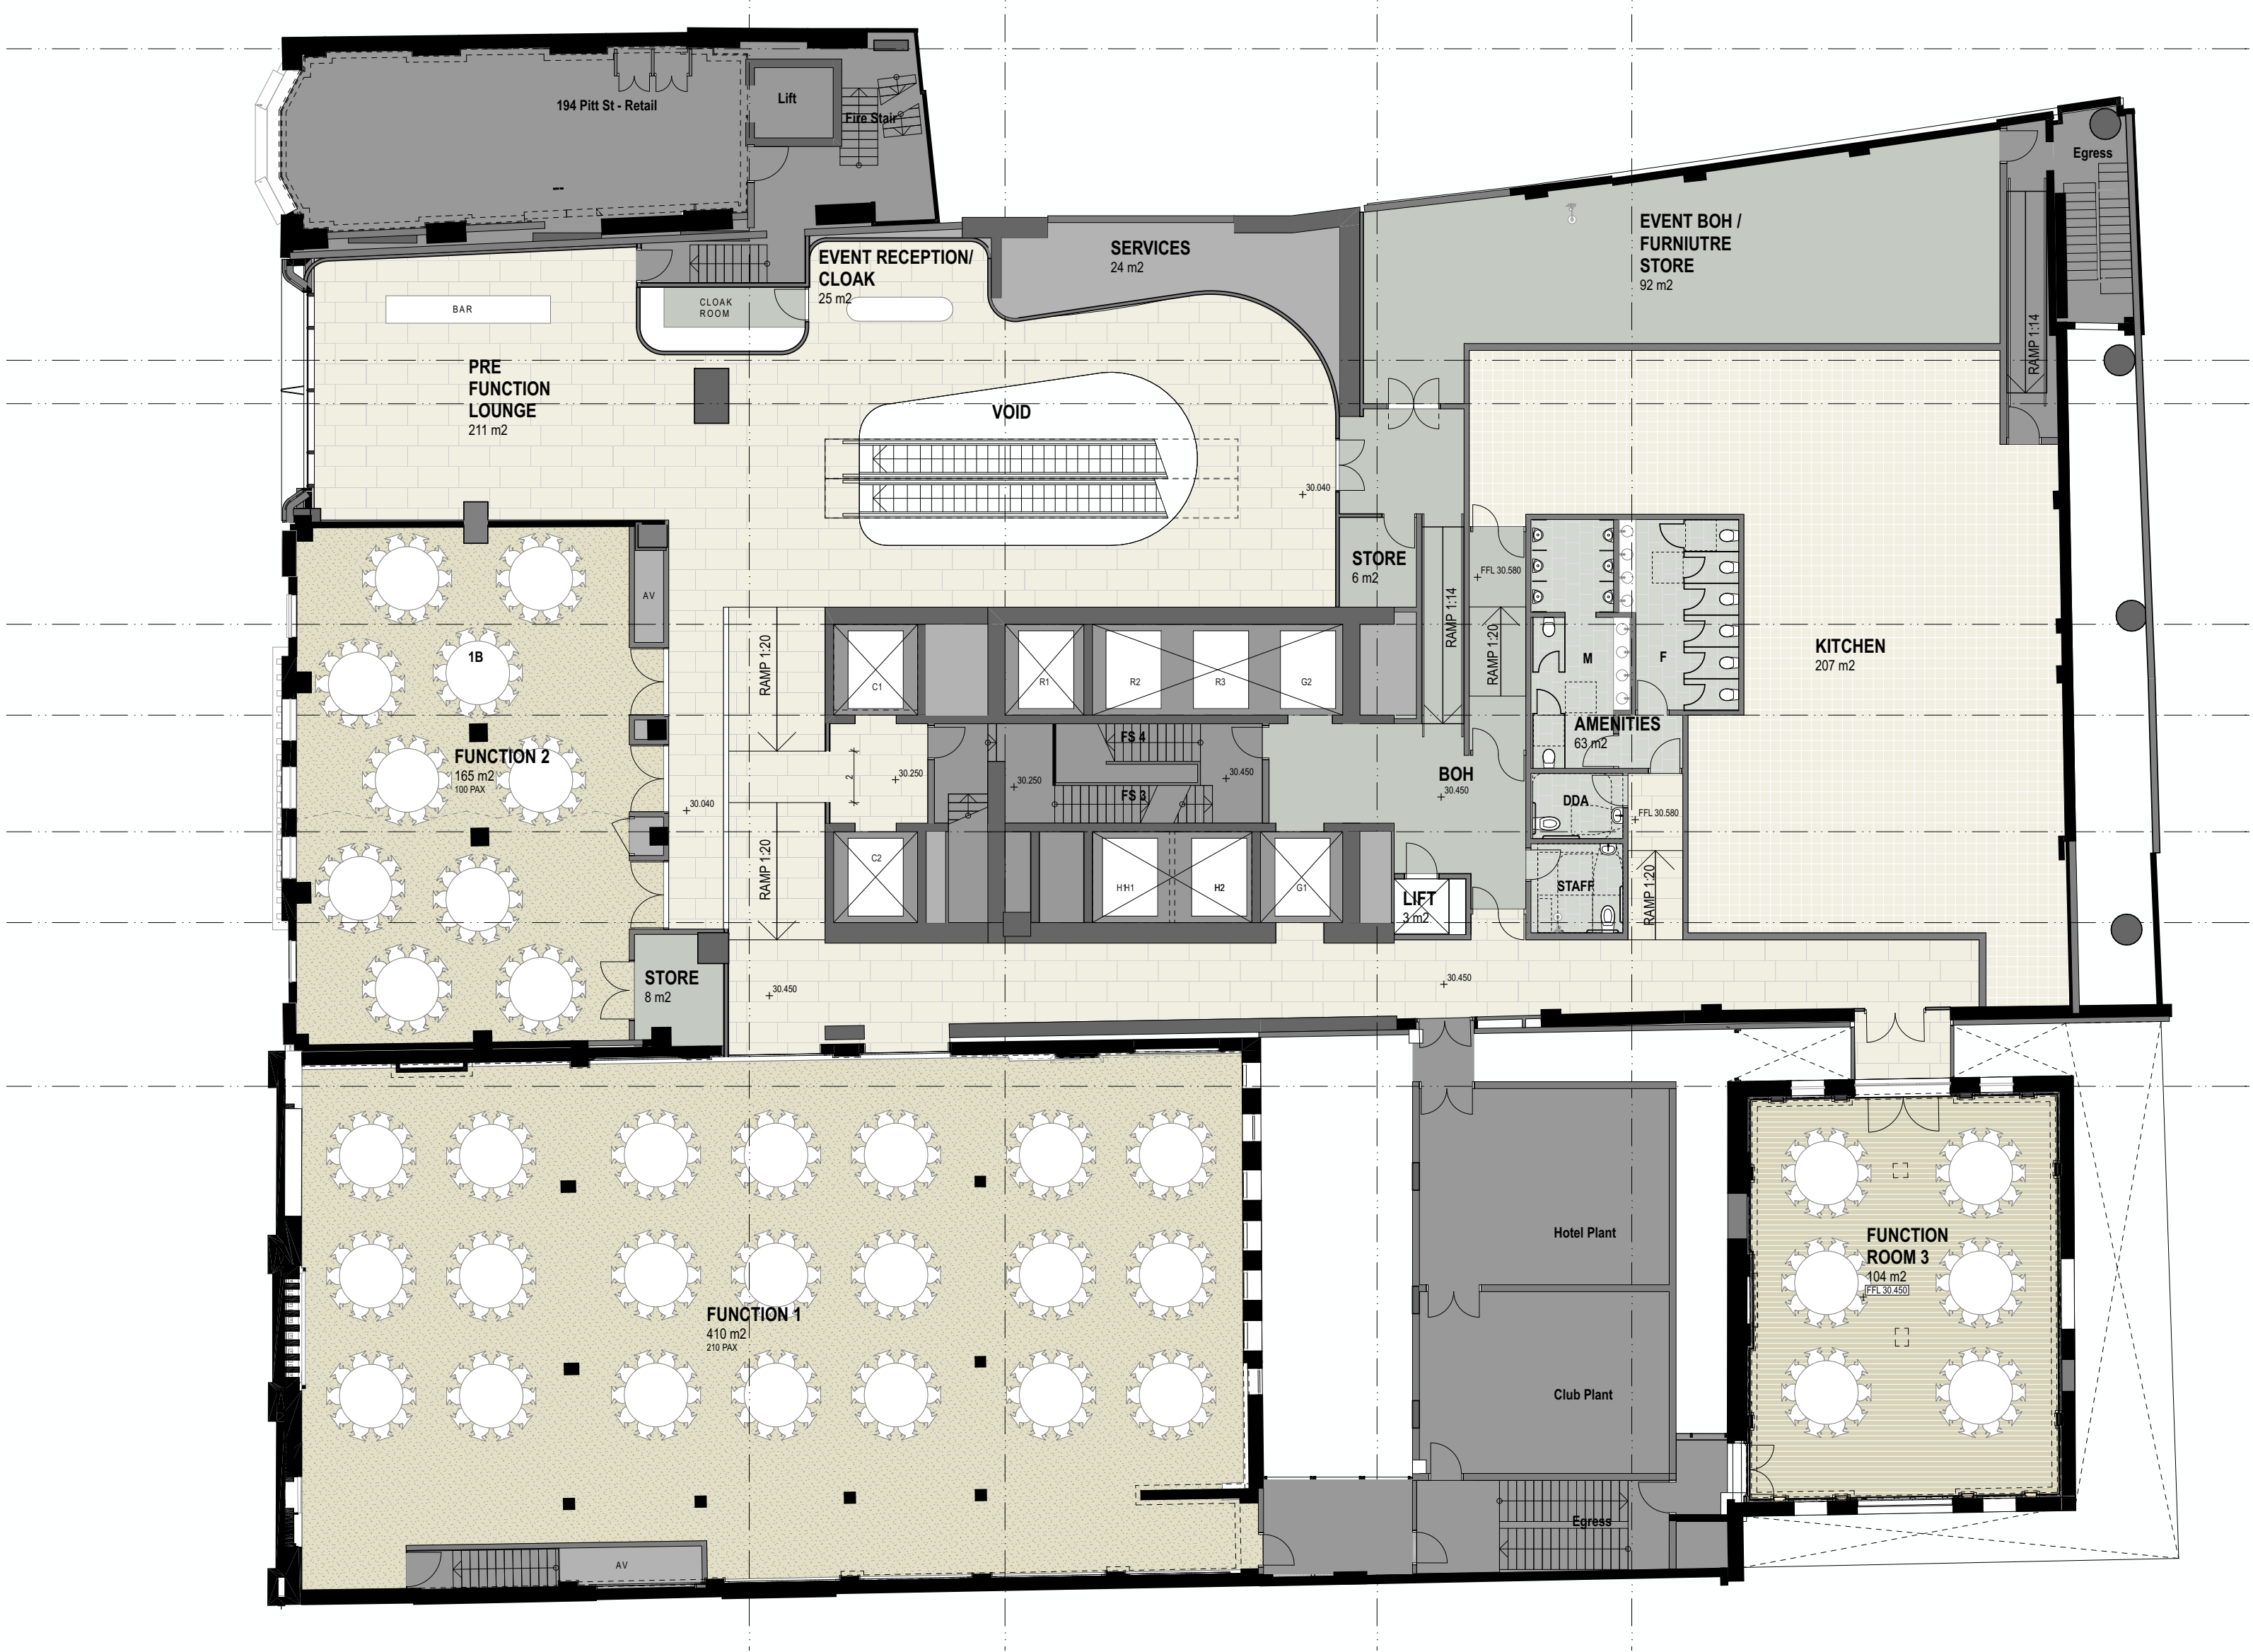 194 Pitt St - Retail
Lift
Fire Stair
Egress
EVENT RECEPTION/
CLOAK
25 m2
SERVICES
24 m2
EVENT BOH /
FURNIUTRE
STORE
92 m2
BAR
CLOAK
ROOM
RAMP 1:14
PRE
FUNCTION
LOUNGE
211 m2
VOID
30.040
STORE
6 m2
FFL 30.580
AV
RAMP 1:14
RAMP 1:20
RAMP 1:20
KITCHEN
207 m2
1B
M
F
C1
R1
R2
R3
G2
AMENITIES
63 m2
FUNCTION 2
165 m2
100 PAX
FS 4
2
30.250
30.250
30.450
BOH
30.450
FS 3
DDA
30.040
FFL 30.580
RAMP 1:20
C2
H1H1
H2
G1
LIFT
3 m2
STAFF
RAMP 1:20
STORE
8 m2
30.450
30.450
Hotel Plant
FUNCTION
ROOM 3
104 m2
FFL 30.450
FUNCTION 1
410 m2
210 PAX
Club Plant
Egress
AV